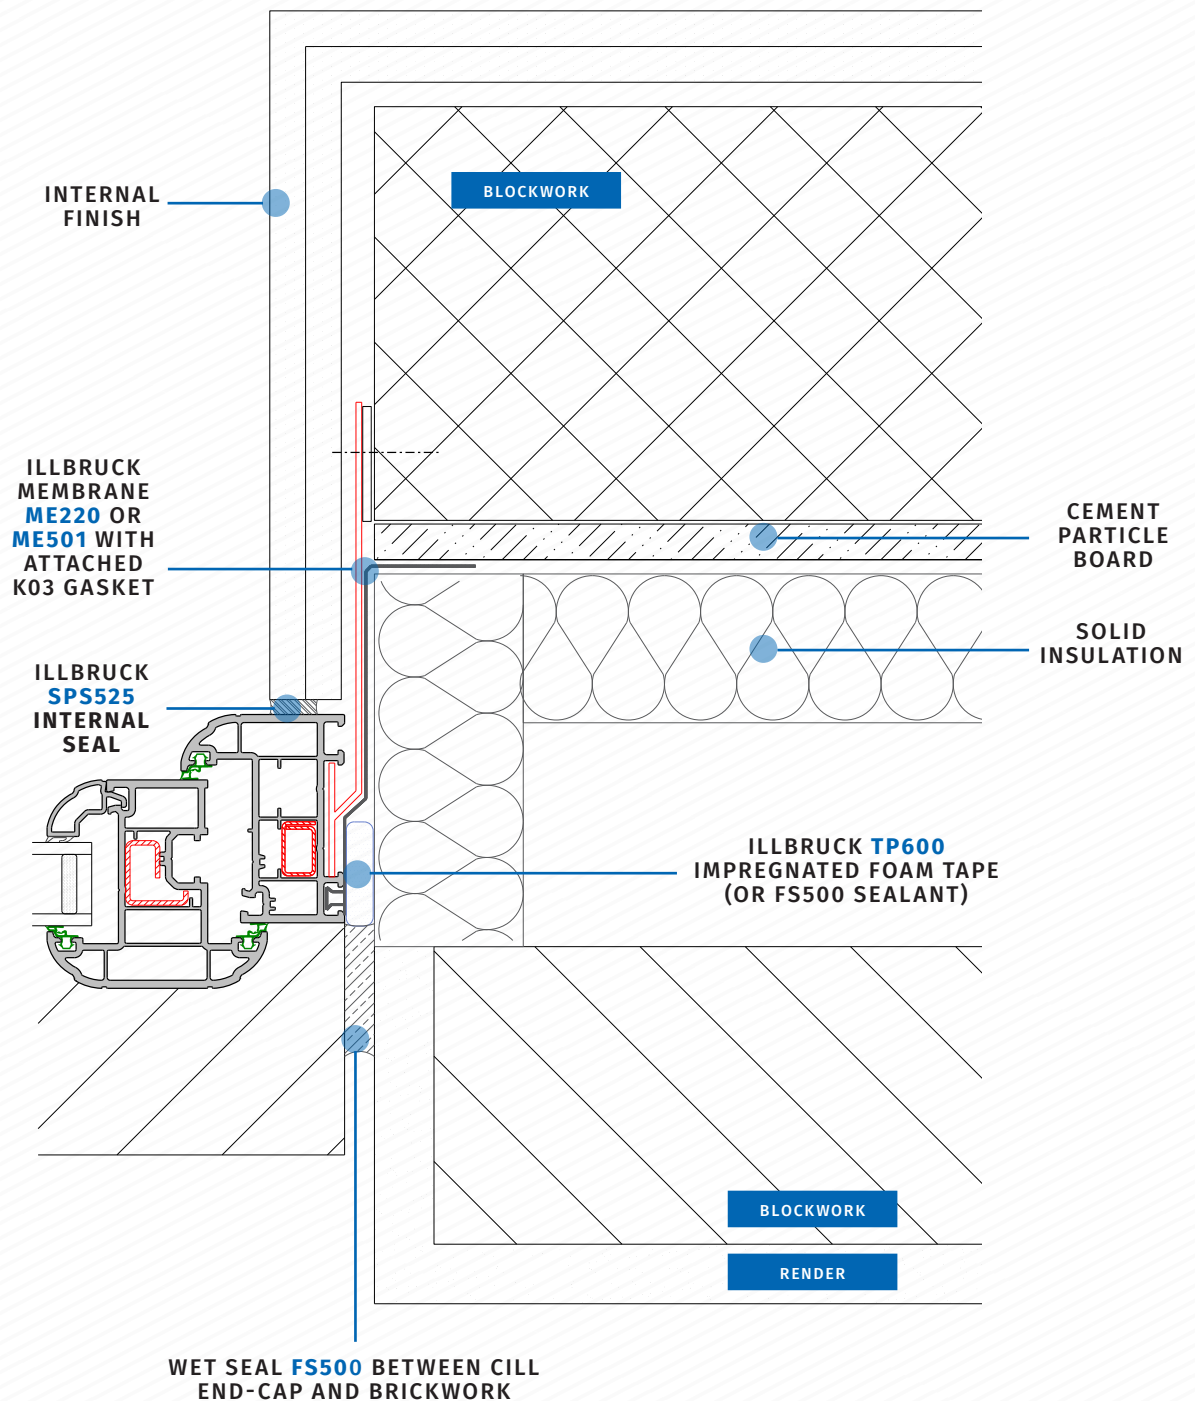 BLOCKWORK
INTERNAL
FINISH
ILLBRUCK
MEMBRANE
ME220 OR
ME501 WITH
ATTACHED
K03 GASKET
CEMENT
PARTICLE
BOARD
SOLID
INSULATION
ILLBRUCK
SPS525
INTERNAL
SEAL
ILLBRUCK TP600
IMPREGNATED FOAM TAPE
(OR FS500 SEALANT)
BLOCKWORK
RENDER
WET SEAL FS500 BETWEEN CILL
END-CAP AND BRICKWORK